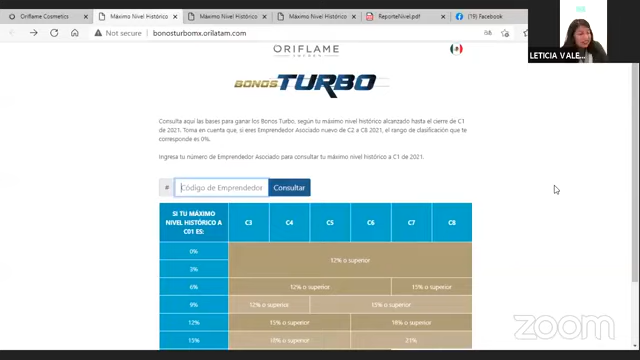 Oriflame Cosmetics
Máximo Nivel Histórico
Máximo Nivel Histórico
Máximo Nivel Histórico
ReporteNivel.pdf
(19) Facebook
Not secure
bonosturbomx.orilatam.com
LETICIA VALE...
ORIFLAME
SWEDEN
BONOS TURBO
Consulta aquí las bases para ganar los Bonos Turbo, según tu máximo nivel histórico alcanzado hasta el cierre de C1
de 2021. Toma en cuenta que, si eres Emprendedor Asociado nuevo de C2 a C8 2021, el rango de clasificación que te
corresponde es 0%.
Ingresa tu número de Emprendedor Asociado para consultar tu máximo nivel histórico a C1 de 2021.
# Código de Emprendedor Consultar
SI TU MÁXIMO
NIVEL HISTÓRICO A
C01 ES:
C3 C4 C5 C6 C7 C8
0%
12% o superior
3%
6% 12% o superior 15% o superior
9% 12% o superior 15% o superior
12% 15% o superior 18% o superior
15% 18% o superior 21%
zoom